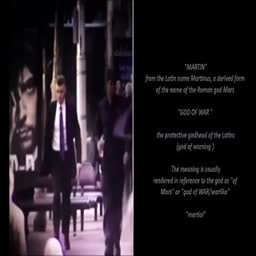 "MARTIN"
from the Latin name Martinus, a derived form
of the name of the Roman god Mars
"GOD OF WAR "
the protective godhead of the Latins
(god of warning )
The meaning is usually
rendered in reference to the god as "of
Mars" or "god of WAR/warlike"
"martial"